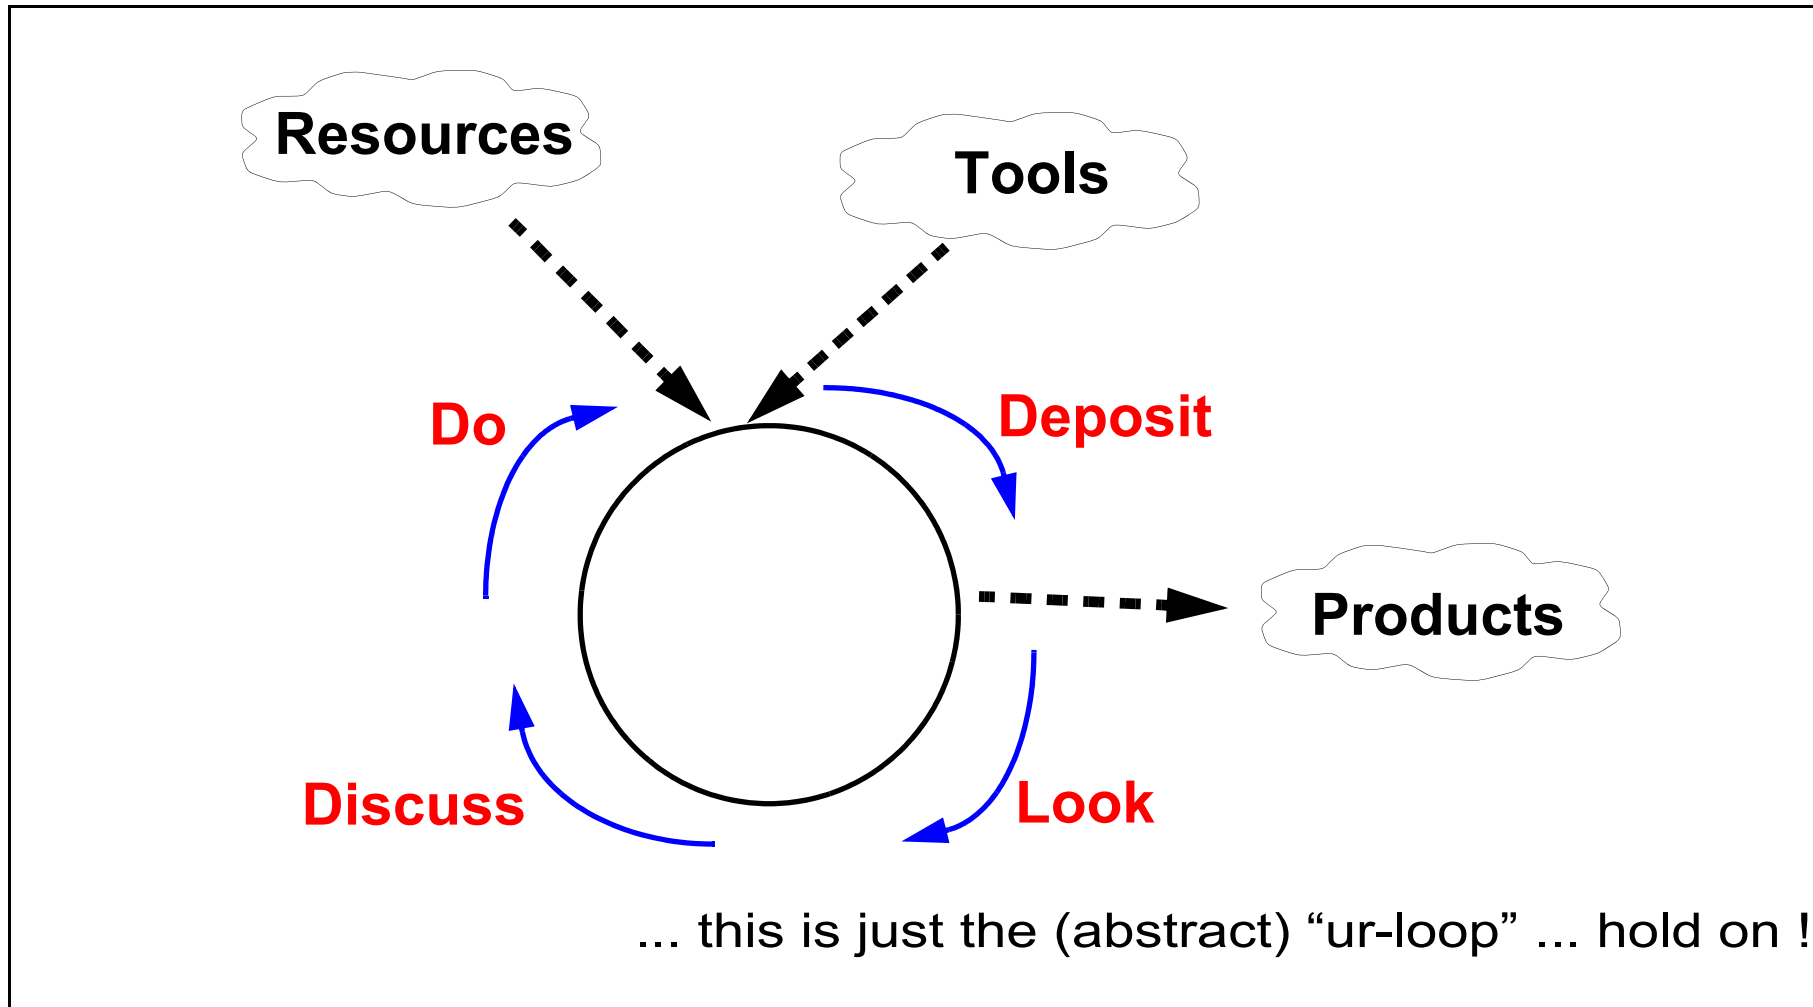 Resources
Tools
Do
Deposit
Products
Discuss
Look
... this is just the (abstract) “ur-loop” ... hold on !